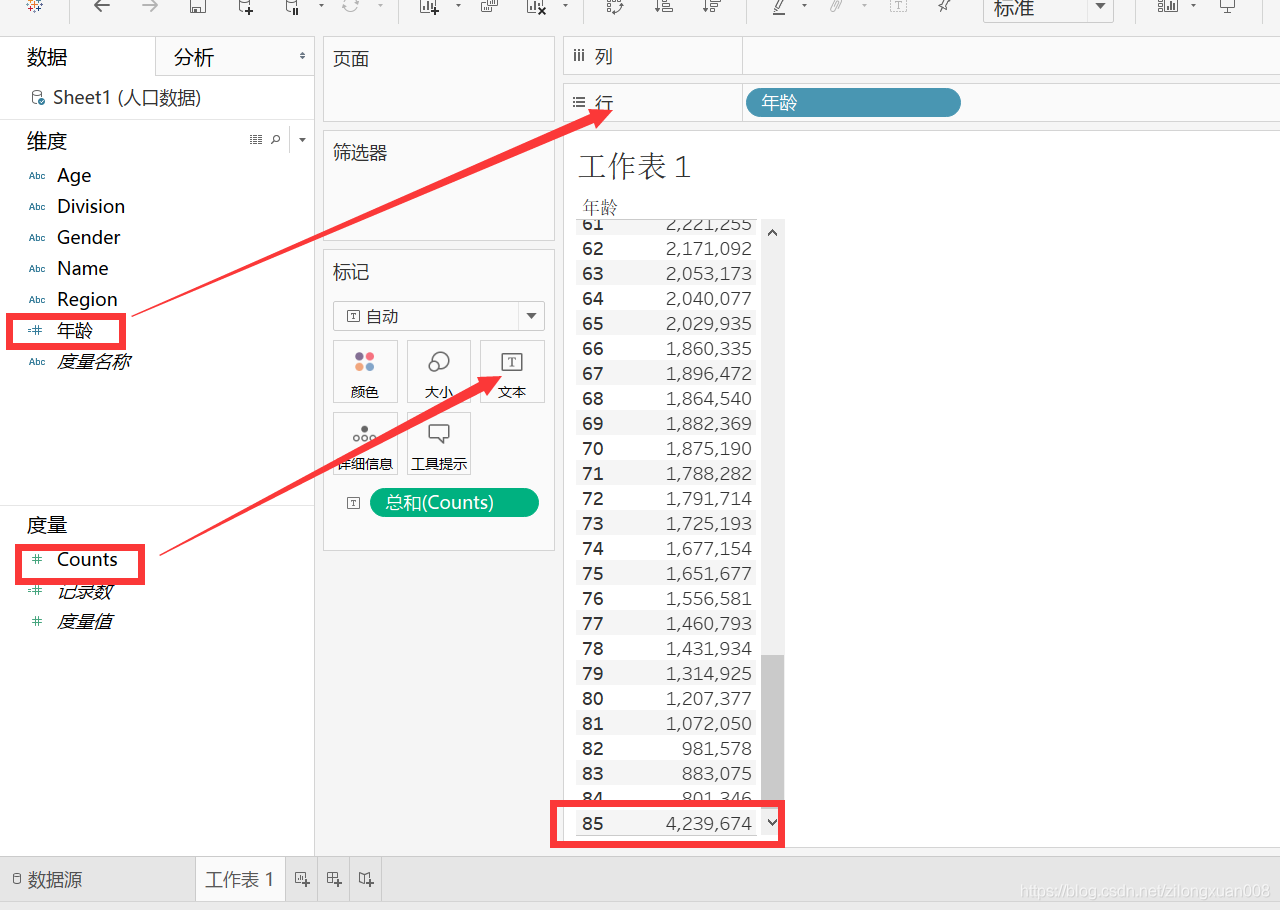 标准
数据
分析
Sheet1 (人口数据)
维度
Abc Age
Abc Division
Abc Gender
Abc Name
Abc Region
年龄
Abc 度量名称
度量
Counts
记录数
度量值
页面
筛选器
标记
自动
颜色
大小
文本
详细信息
工具提示
总和(Counts)
列
行
年龄
工作表 1
年龄
61 2,221,255
62 2,171,092
63 2,053,173
64 2,040,077
65 2,029,935
66 1,860,335
67 1,896,472
68 1,864,540
69 1,882,369
70 1,875,190
71 1,788,282
72 1,791,714
73 1,725,193
74 1,677,154
75 1,651,677
76 1,556,581
77 1,460,793
78 1,431,934
79 1,314,925
80 1,207,377
81 1,072,050
82 981,578
83 883,075
84 801,346
85 4,239,674
数据源
工作表 1
https://blog.csdn.net/zilongxuan008